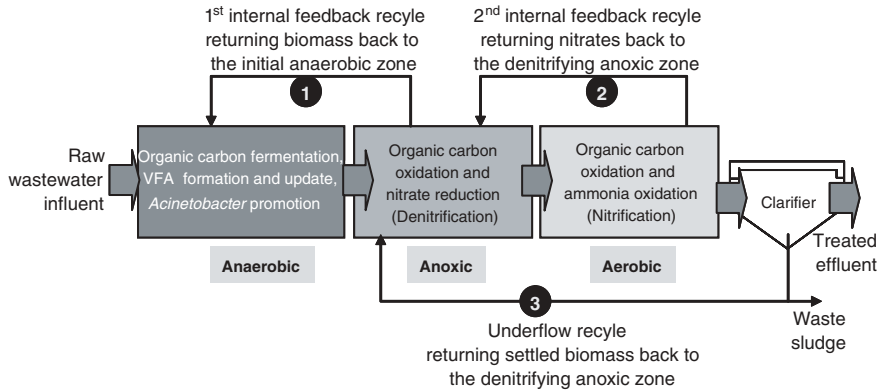 1st internal feedback recyle
returning biomass back to
the initial anaerobic zone
2nd internal feedback recyle
returning nitrates back to
the denitrifying anoxic zone
1
2
Raw
wastewater
influent
Organic carbon fermentation,
VFA formation and update,
Acinetobacter promotion
Organic carbon
oxidation and
nitrate reduction
(Denitrification)
Organic carbon
oxidation and
ammonia oxidation
(Nitrification)
Clarifier
Treated
effluent
Anaerobic
Anoxic
Aerobic
3
Waste
sludge
Underflow recyle
returning settled biomass back to
the denitrifying anoxic zone